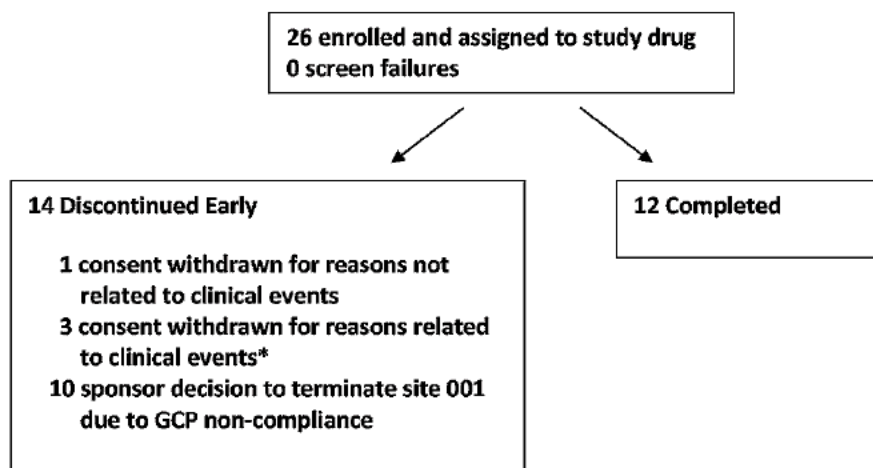 26 enrolled and assigned to study drug
0 screen failures
14 Discontinued Early
1 consent withdrawn for reasons not
related to clinical events
3 consent withdrawn for reasons related
to clinical events*
10 sponsor decision to terminate site 001
due to GCP non-compliance
12 Completed